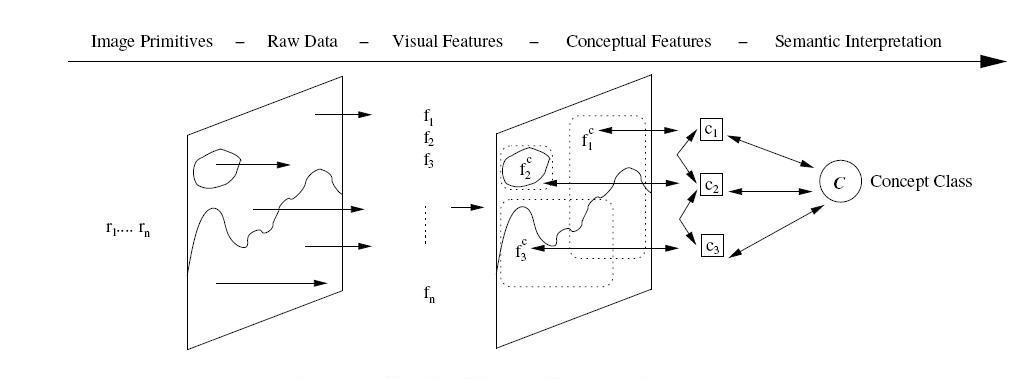 Image Primitives – Raw Data – Visual Features – Conceptual Features – Semantic Interpretation
r1.... rn
f1
f2
f3
fn
f1c
f2c
f3c
c1
c2
c3
C
Concept Class